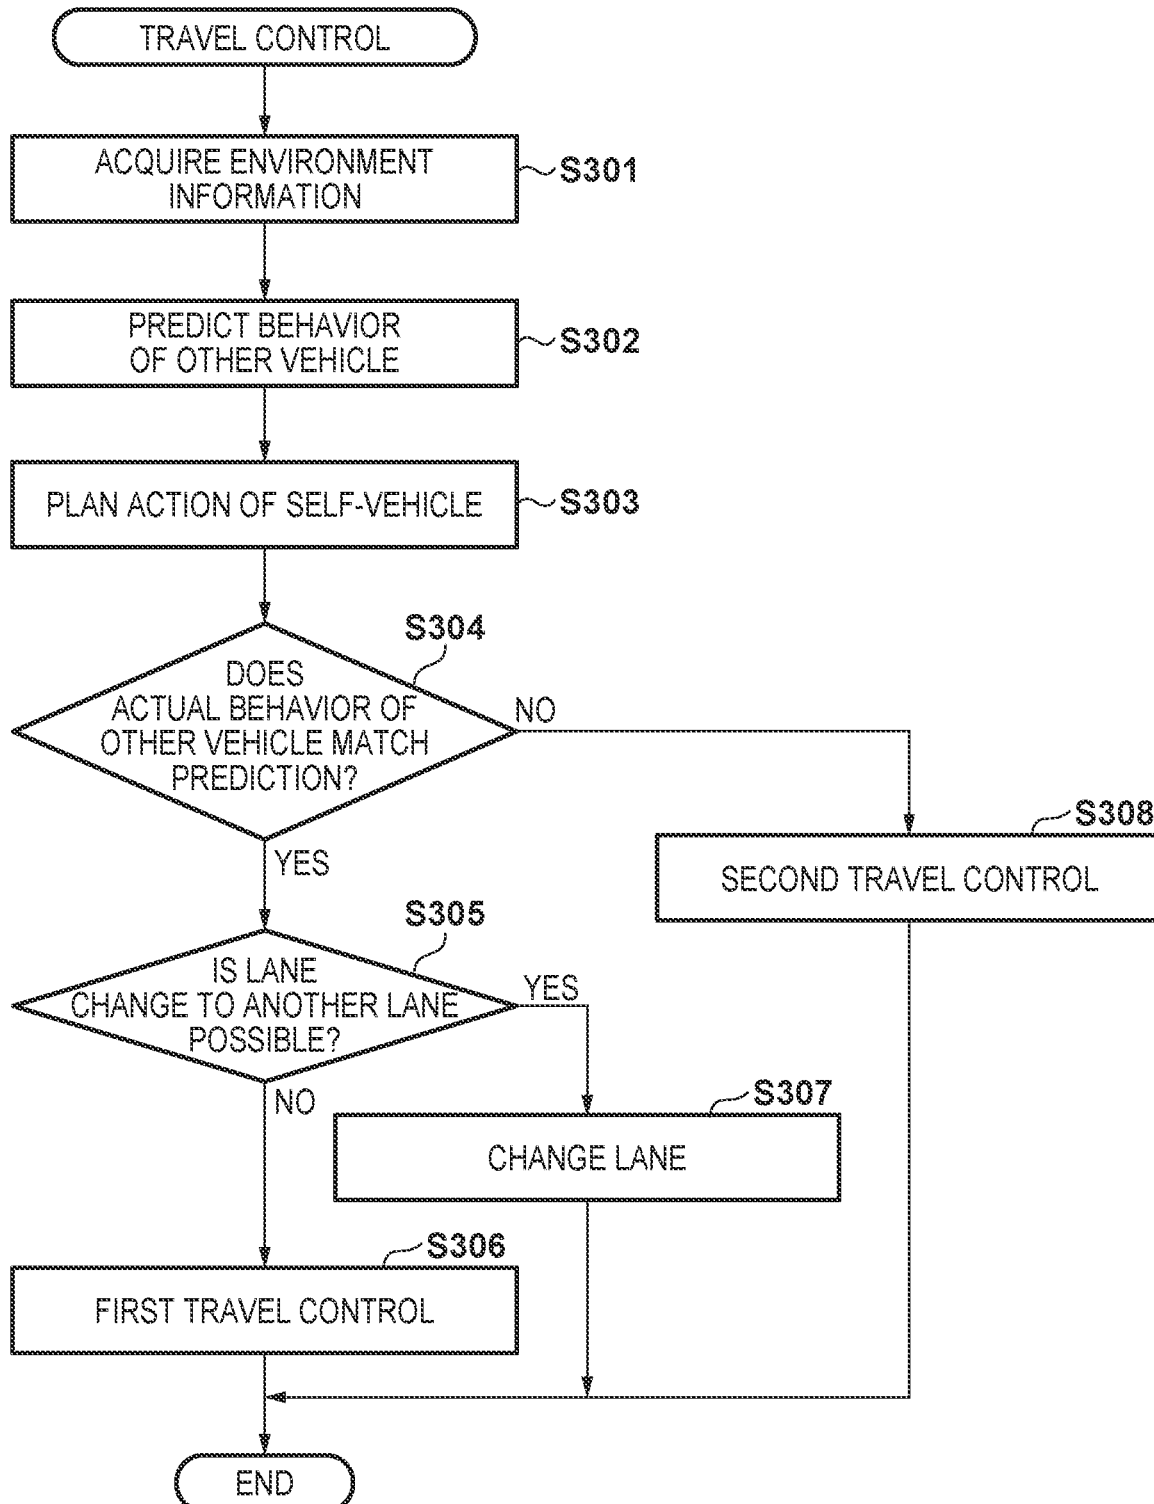 TRAVEL CONTROL
ACQUIRE ENVIRONMENT
INFORMATION
S301
PREDICT BEHAVIOR
OF OTHER VEHICLE
S302
PLAN ACTION OF SELF-VEHICLE
S303
S304
DOES
ACTUAL BEHAVIOR OF
OTHER VEHICLE MATCH
PREDICTION?
NO
YES
S308
SECOND TRAVEL CONTROL
S305
IS LANE
CHANGE TO ANOTHER LANE
POSSIBLE?
YES
NO
S307
CHANGE LANE
S306
FIRST TRAVEL CONTROL
END